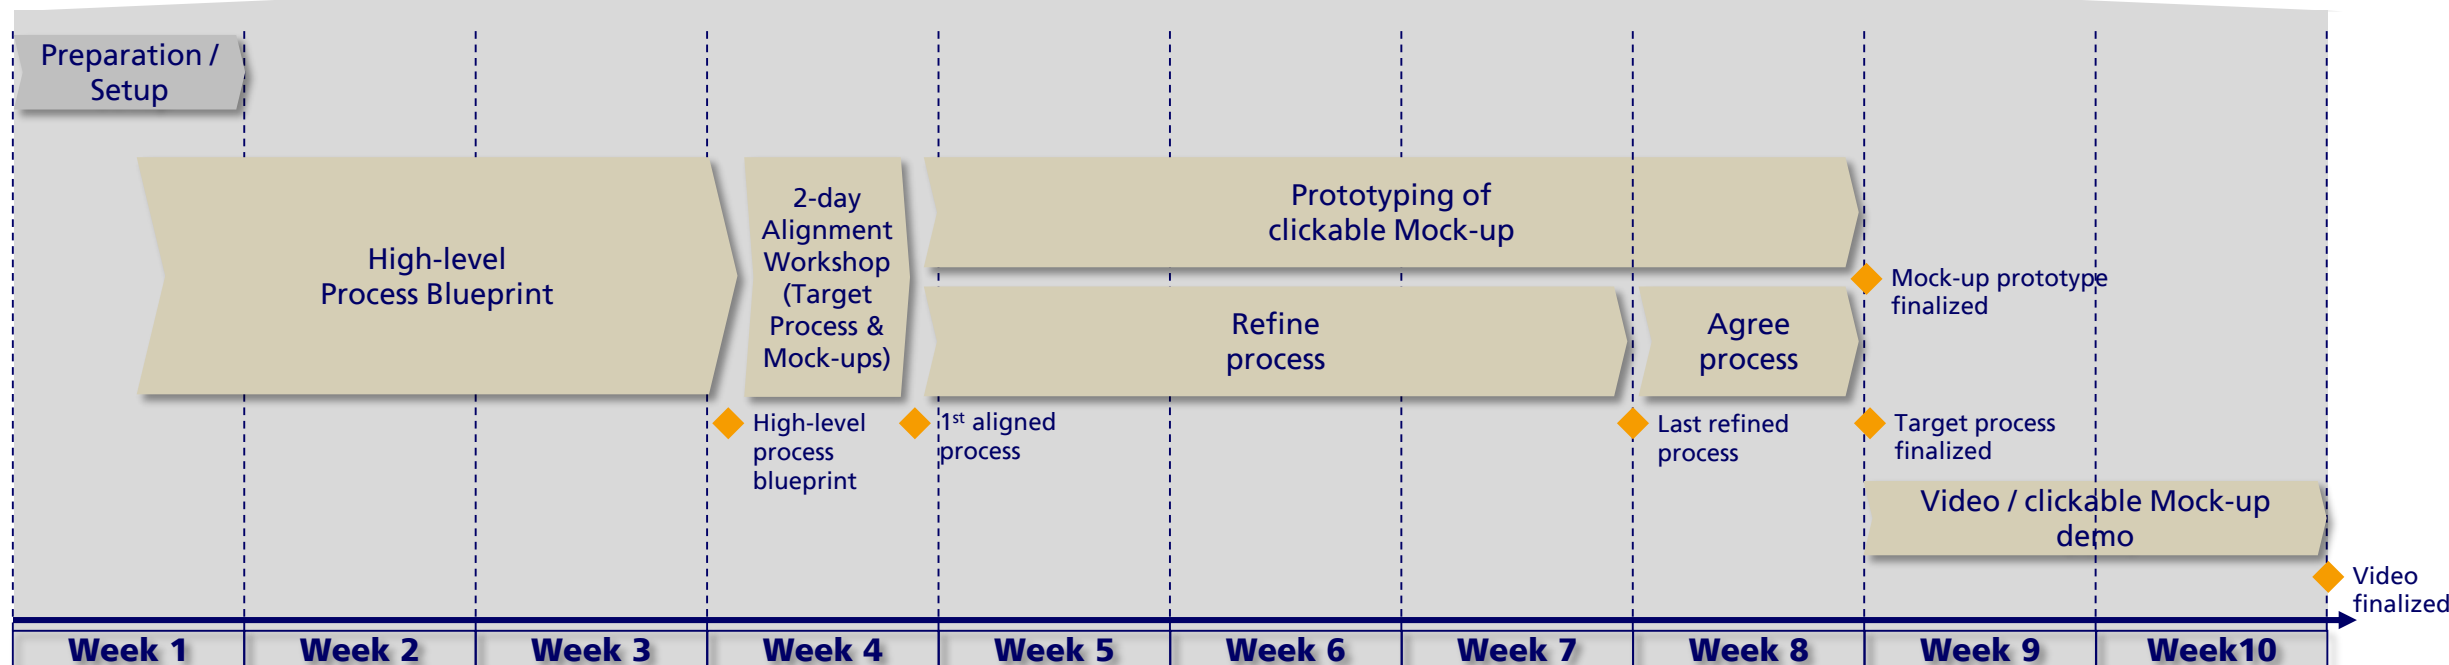 Preparation /
Setup
High-level
Process Blueprint
2-day
Alignment
Workshop
(Target
Process &
Mock-ups)
Prototyping of
clickable Mock-up
Refine
process
Agree
process
Mock-up prototype
finalized
High-level
process
blueprint
1st aligned
process
Last refined
process
Target process
finalized
Video / clickable Mock-up
demo
Video
finalized
Week 1
Week 2
Week 3
Week 4
Week 5
Week 6
Week 7
Week 8
Week 9
Week10